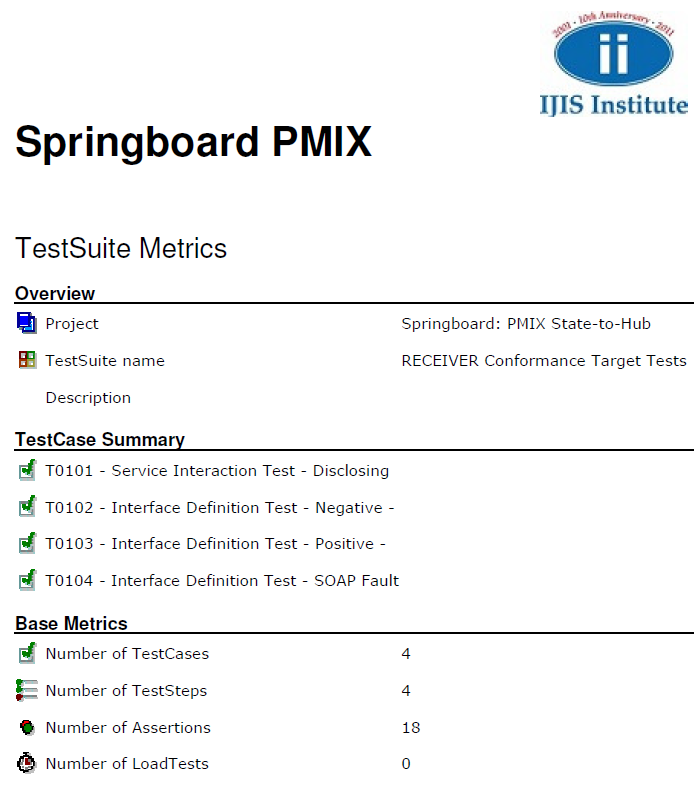 2001 · 10th Anniversary · 2011
ii
IJIS Institute
Springboard PMIX
TestSuite Metrics
Overview
Project Springboard: PMIX State-to-Hub
TestSuite name RECEIVER Conformance Target Tests
Description
TestCase Summary
T0101 - Service Interaction Test - Disclosing
T0102 - Interface Definition Test - Negative -
T0103 - Interface Definition Test - Positive -
T0104 - Interface Definition Test - SOAP Fault
Base Metrics
Number of TestCases 4
Number of TestSteps 4
Number of Assertions 18
Number of LoadTests 0